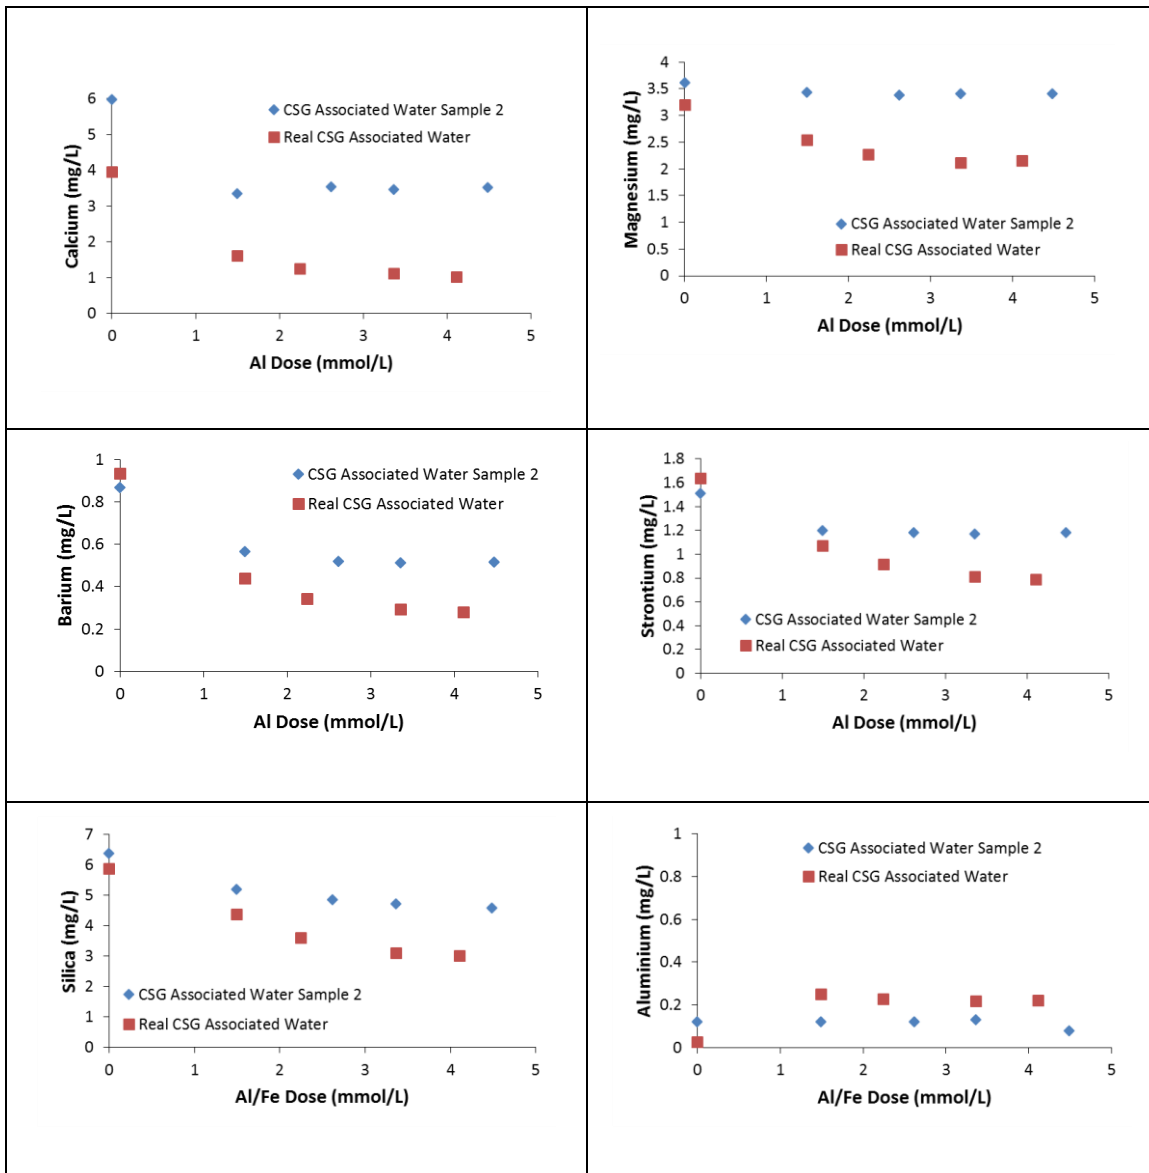 6
5
4
3
2
1
0
Calcium (mg/L)
CSG Associated Water Sample 2
Real CSG Associated Water
0 1 2 3 4 5
Al Dose (mmol/L)
4
3.5
3
2.5
2
1.5
1
0.5
0
Magnesium (mg/L)
CSG Associated Water Sample 2
Real CSG Associated Water
0 1 2 3 4 5
Al Dose (mmol/L)
1
0.8
0.6
0.4
0.2
0
Barium (mg/L)
CSG Associated Water Sample 2
Real CSG Associated Water
0 1 2 3 4 5
Al Dose (mmol/L)
1.8
1.6
1.4
1.2
1
0.8
0.6
0.4
0.2
0
Strontium (mg/L)
CSG Associated Water Sample 2
Real CSG Associated Water
0 1 2 3 4 5
Al Dose (mmol/L)
7
6
5
4
3
2
1
0
Silica (mg/L)
CSG Associated Water Sample 2
Real CSG Associated Water
0 1 2 3 4 5
Al/Fe Dose (mmol/L)
1
0.8
0.6
0.4
0.2
0
Aluminium (mg/L)
CSG Associated Water Sample 2
Real CSG Associated Water
0 1 2 3 4 5
Al/Fe Dose (mmol/L)